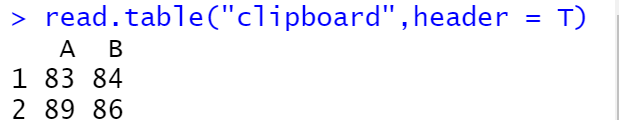 > read.table("clipboard",header = T)
   A  B
1 83 84
2 89 86